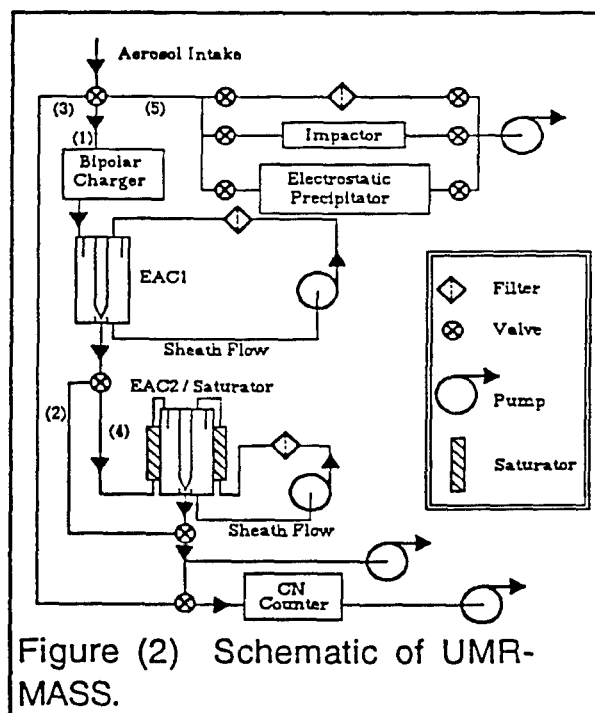 Aerosol Intake
(3)
(5)
(1)
Impactor
Bipolar
Charger
Electrostatic
Precipitator
EAC1
Filter
Sheath Flow
Valve
EAC2 / Saturator
(2)
(4)
Pump
Saturator
Sheath Flow
CN
Counter
Figure (2) Schematic of UMR-
MASS.